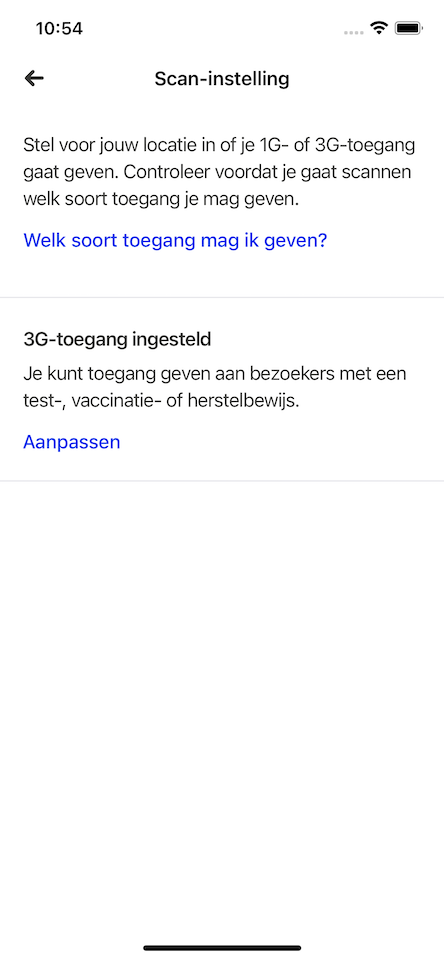 10:54
Scan-instelling
Stel voor jouw locatie in of je 1G- of 3G-toegang
gaat geven. Controleer voordat je gaat scannen
welk soort toegang je mag geven.
Welk soort toegang mag ik geven?
3G-toegang ingesteld
Je kunt toegang geven aan bezoekers met een
test-, vaccinatie- of herstelbewijs.
Aanpassen